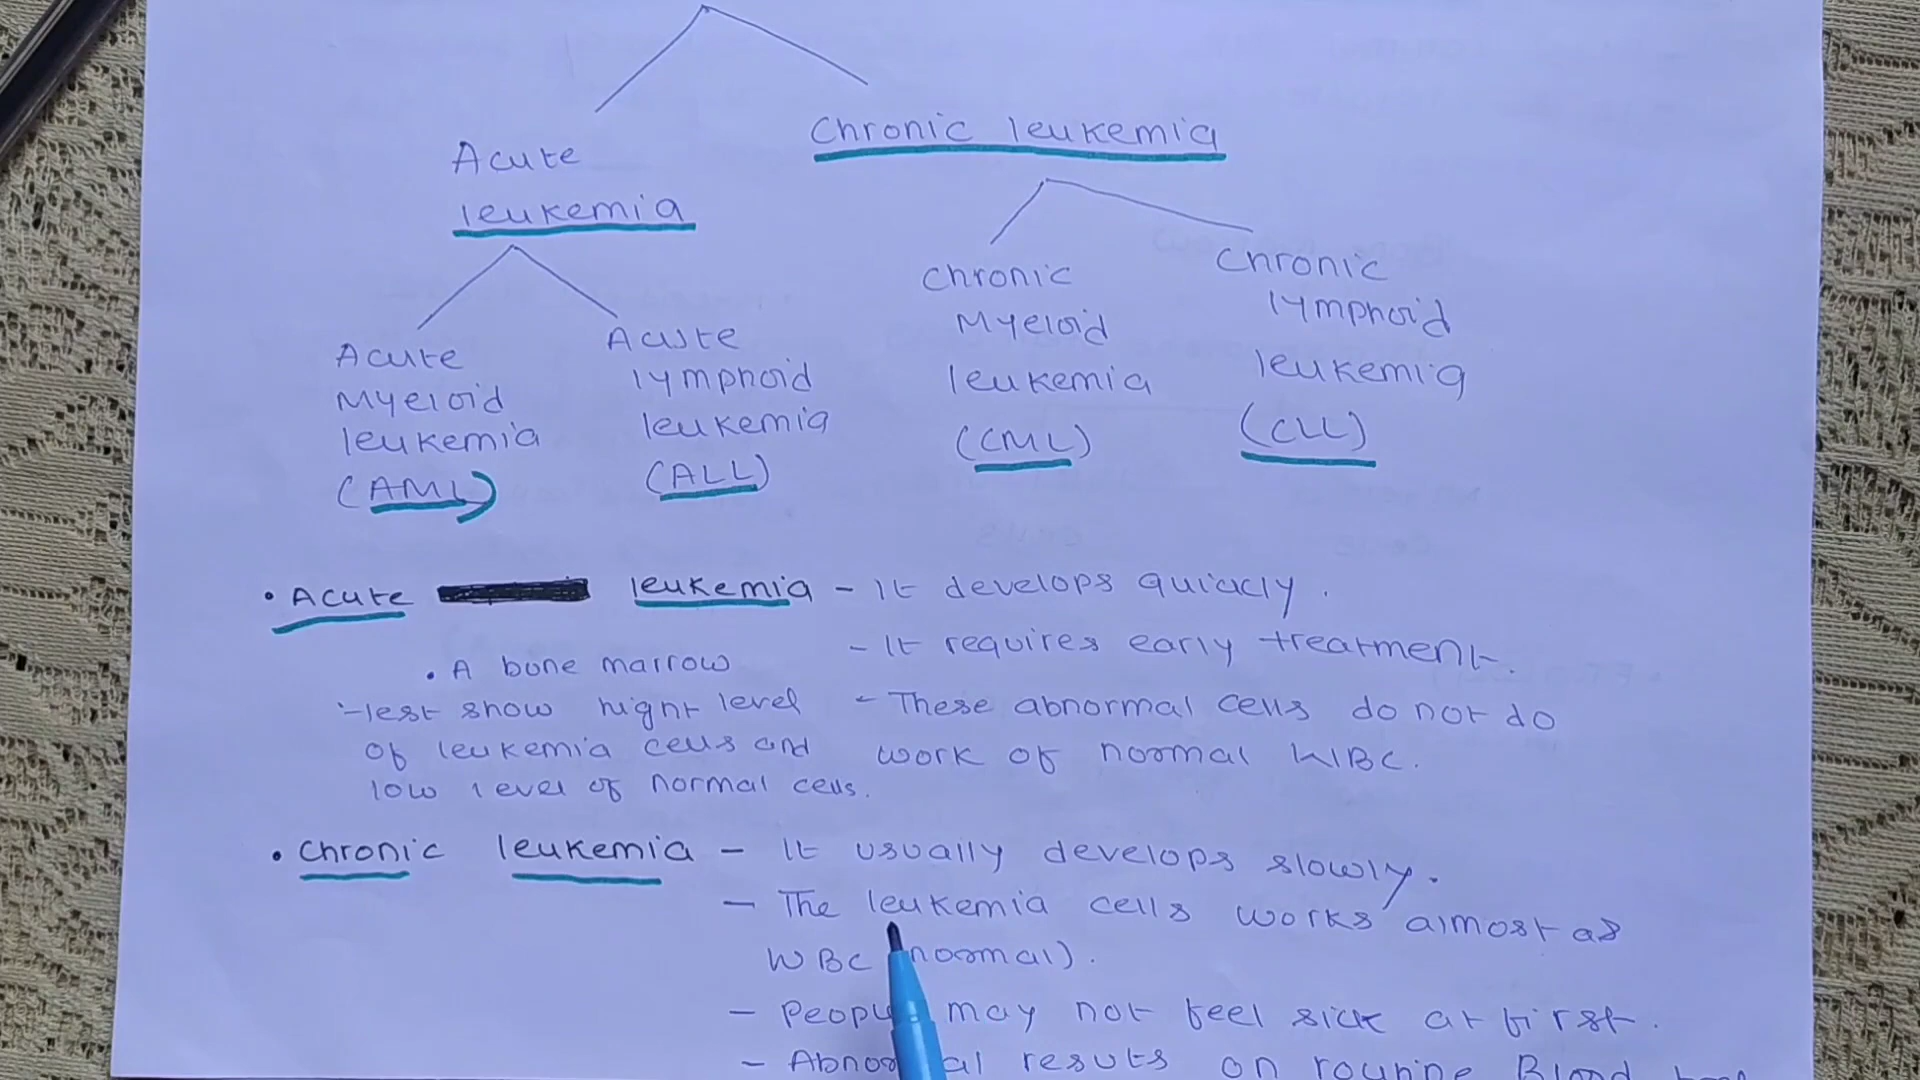 Acute
leukemia
Chronic leukemia
Acute
Myeloid
leukemia
(AML)
Acute
lymphoid
leukemia
(ALL)
Chronic
Myeloid
leukemia
(CML)
Chronic
lymphoid
leukemia
(CLL)
• Acute leukemia - It develops quickly.
- It requires early treatment.
- These abnormal cells do not do
work of normal WBC.
• A bone marrow
test show hight level
of leukemia cells and
low level of normal cells.
• Chronic leukemia - It usually develops slowly.
- The leukemia cells works almost as
WBC (normal).
- People may not feel sick at first.
- Abnormal results on routine Blood